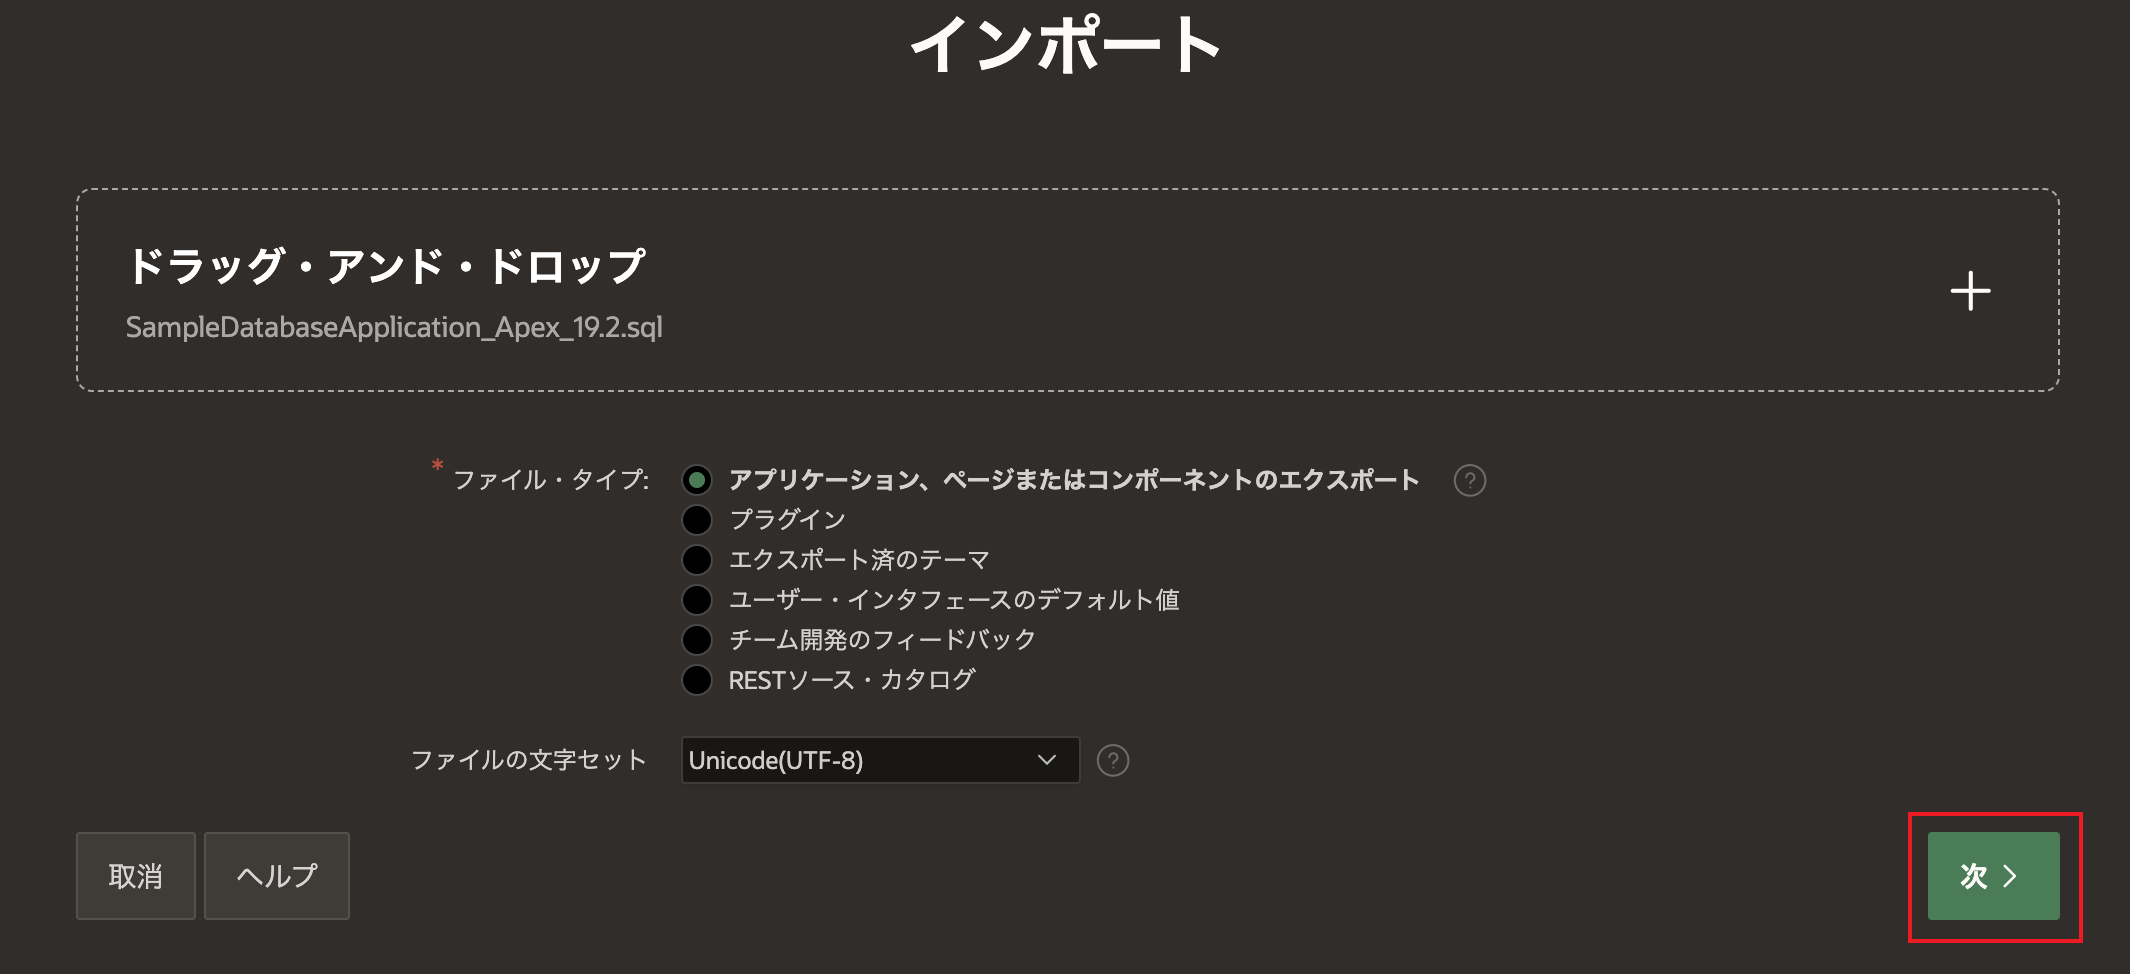 インポート
ドラッグ・アンド・ドロップ
SampleDatabaseApplication_Apex_19.2.sql
* ファイル・タイプ: アプリケーション、ページまたはコンポーネントのエクスポート ?
プラグイン
エクスポート済のテーマ
ユーザー・インタフェースのデフォルト値
チーム開発のフィードバック
RESTソース・カタログ
ファイルの文字セット Unicode(UTF-8) ?
取消 ヘルプ 次